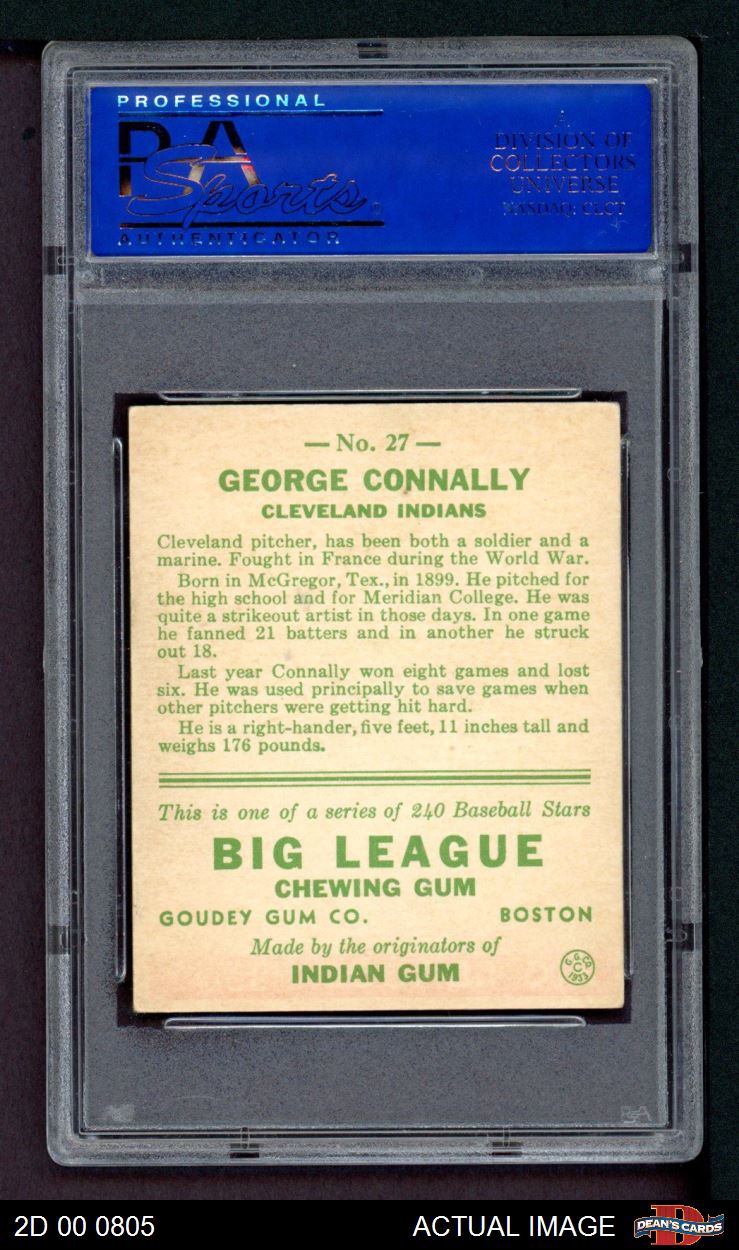 PROFESSIONAL
PSA
Sports
AUTHENTICATOR
A
DIVISION OF
COLLECTORS
UNIVERSE
NASDAQ: CLCT
— No. 27 —
GEORGE CONNALLY
CLEVELAND INDIANS
Cleveland pitcher, has been both a soldier and a
marine. Fought in France during the World War.
Born in McGregor, Tex., in 1899. He pitched for
the high school and for Meridian College. He was
quite a strikeout artist in those days. In one game
he fanned 21 batters and in another he struck
out 18.
Last year Connally won eight games and lost
six. He was used principally to save games when
other pitchers were getting hit hard.
He is a right-hander, five feet, 11 inches tall and
weighs 176 pounds.
This is one of a series of 240 Baseball Stars
BIG LEAGUE
CHEWING GUM
GOUDEY GUM CO. BOSTON
Made by the originators of
INDIAN GUM
G. G. CO.
C
1933
PSA
2D 00 0805
ACTUAL IMAGE
D
DEAN'S CARDS